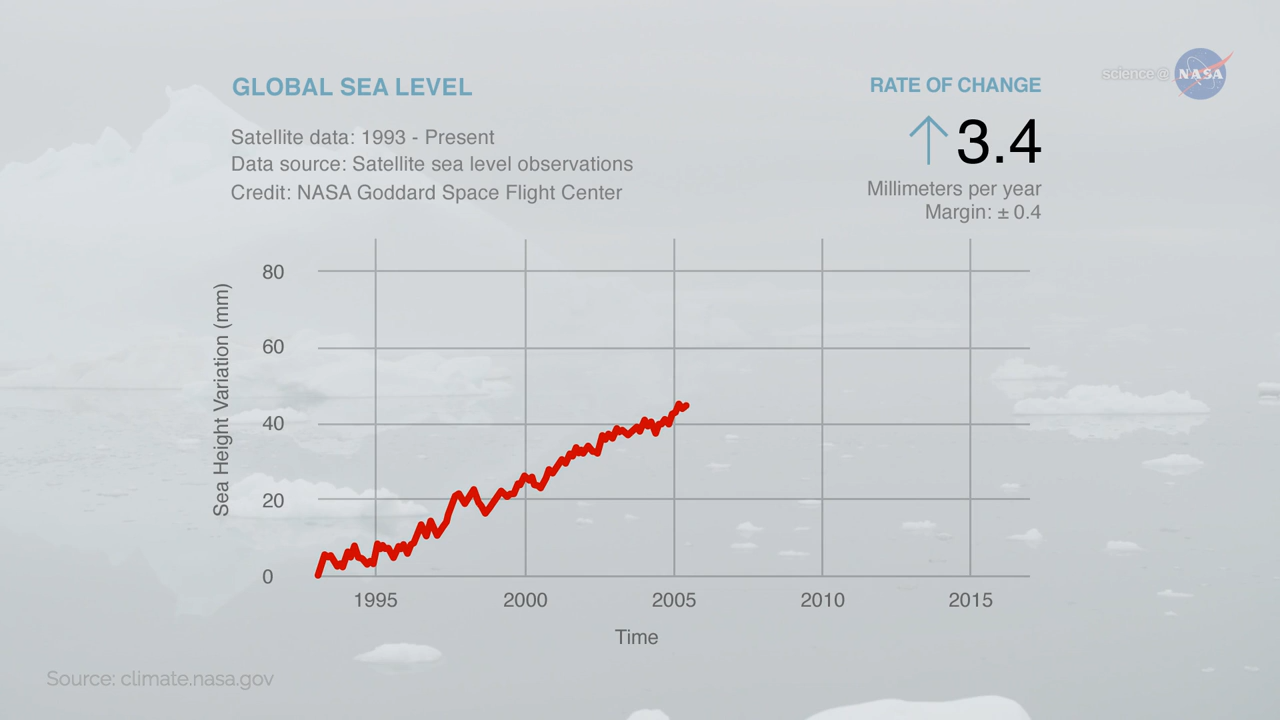 GLOBAL SEA LEVEL
Satellite data: 1993 - Present
Data source: Satellite sea level observations
Credit: NASA Goddard Space Flight Center
RATE OF CHANGE
↑3.4
Millimeters per year
Margin: ± 0.4
science@
NASA
Sea Height Variation (mm)
80
60
40
20
0
1995 2000 2005 2010 2015
Time
Source: climate.nasa.gov